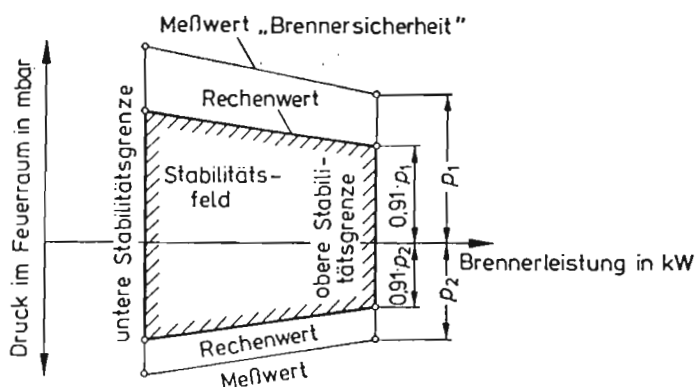 Meßwert „Brennersicherheit"
Rechenwert
Druck im Feuerraum in mbar
untere Stabilitätsgrenze
Stabilitäts-
feld
obere Stabili-
tätsgrenze
0,91·p₁
p₁
0,91·p₂
p₂
Brennerleistung in kW
Rechenwert
Meßwert